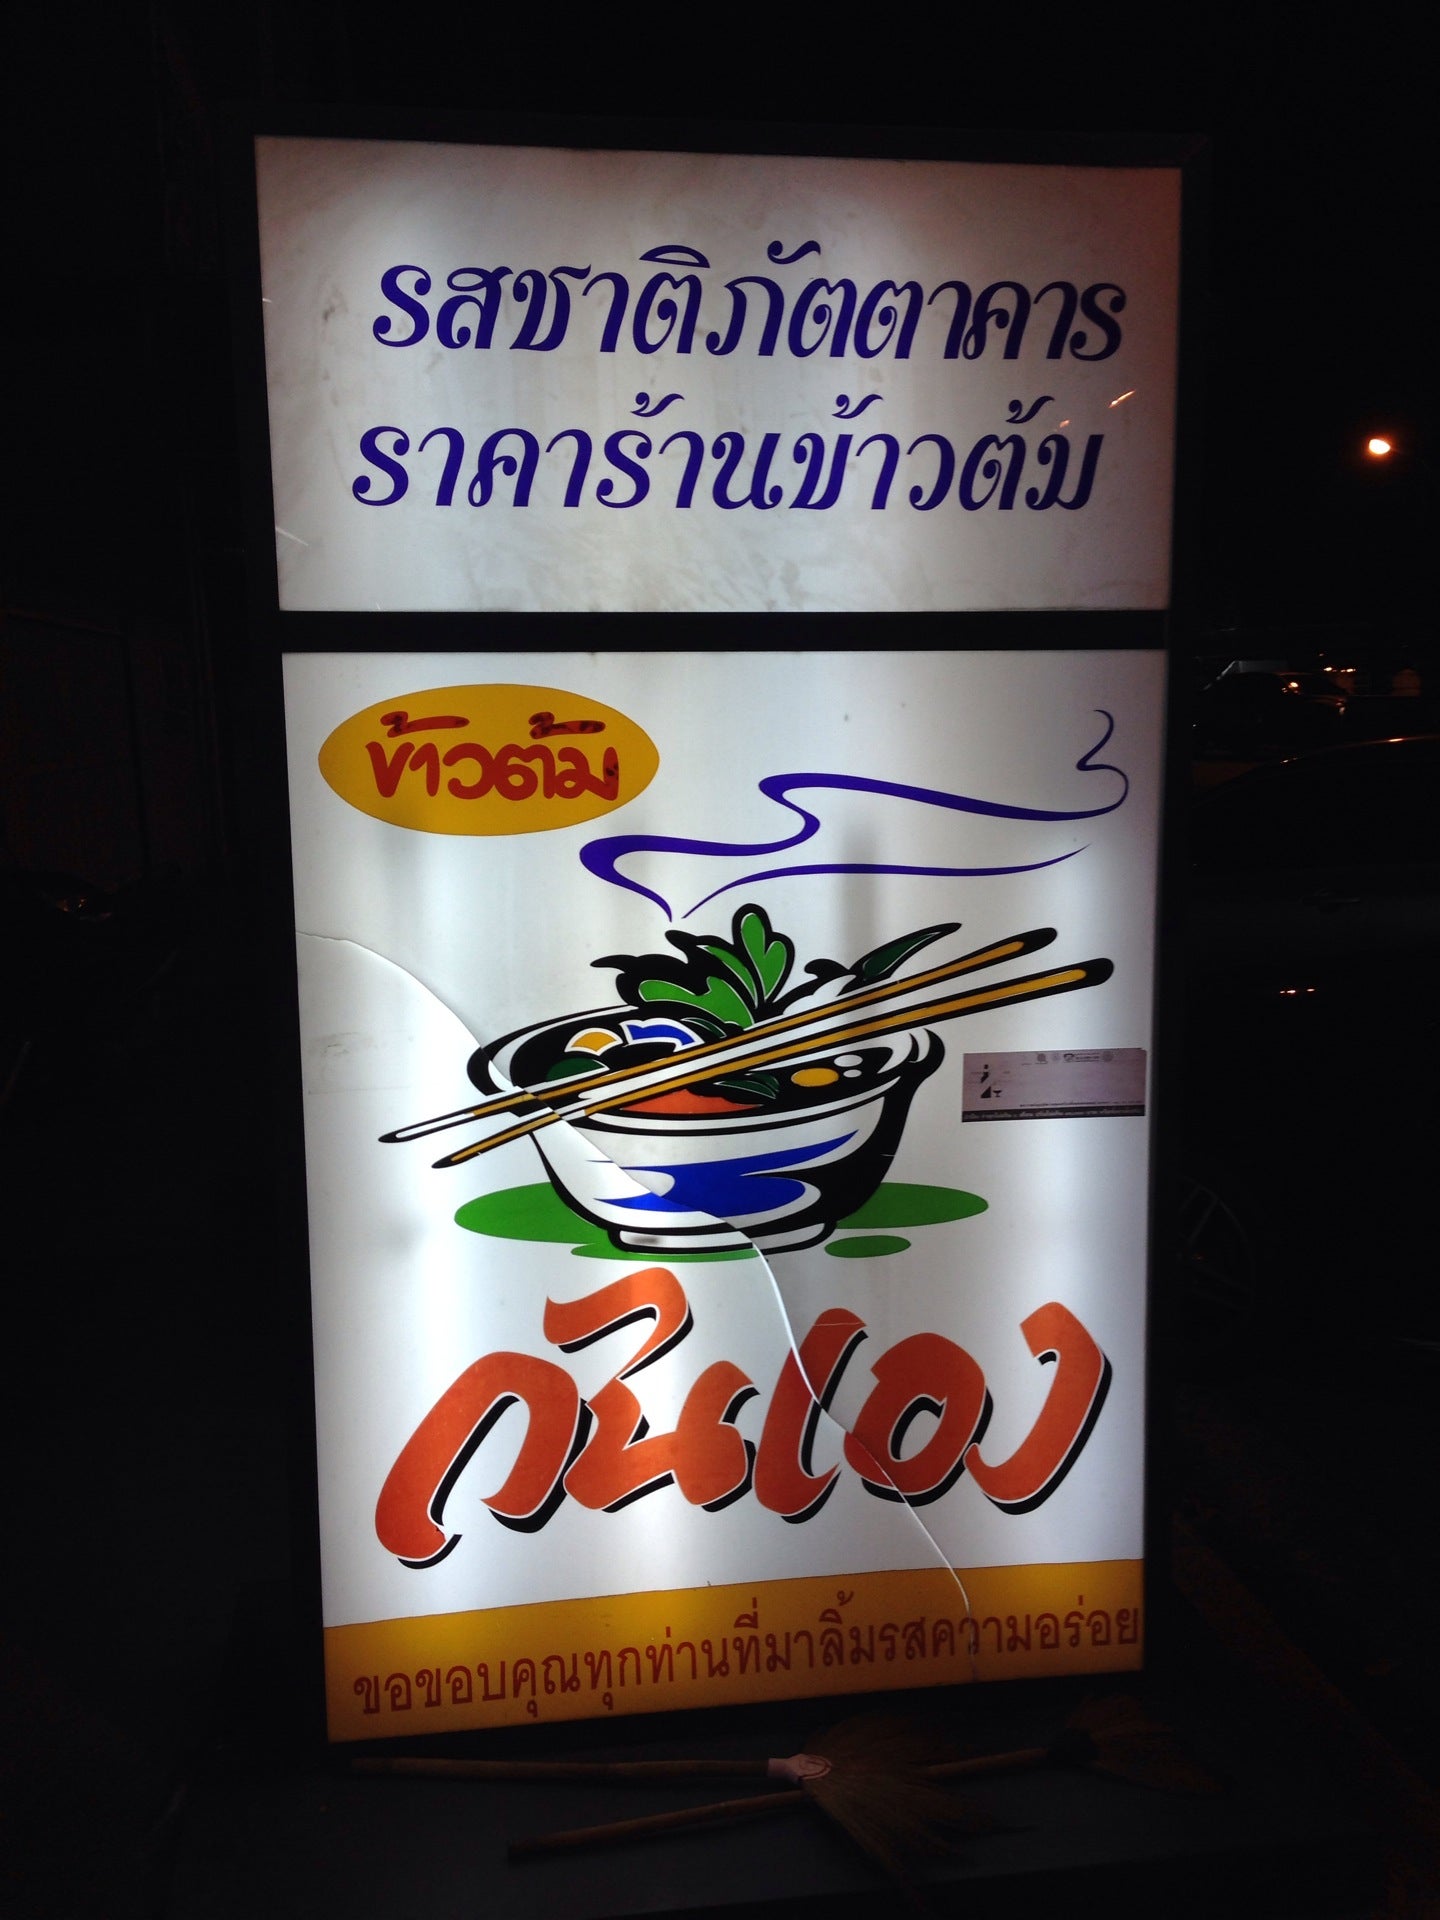 รสชาติภัตตาคาร
ราคาร้านข้าวต้ม
ข้าวต้ม
กันเอง
ขอขอบคุณทุกท่านที่มาลิ้มรสความอร่อย